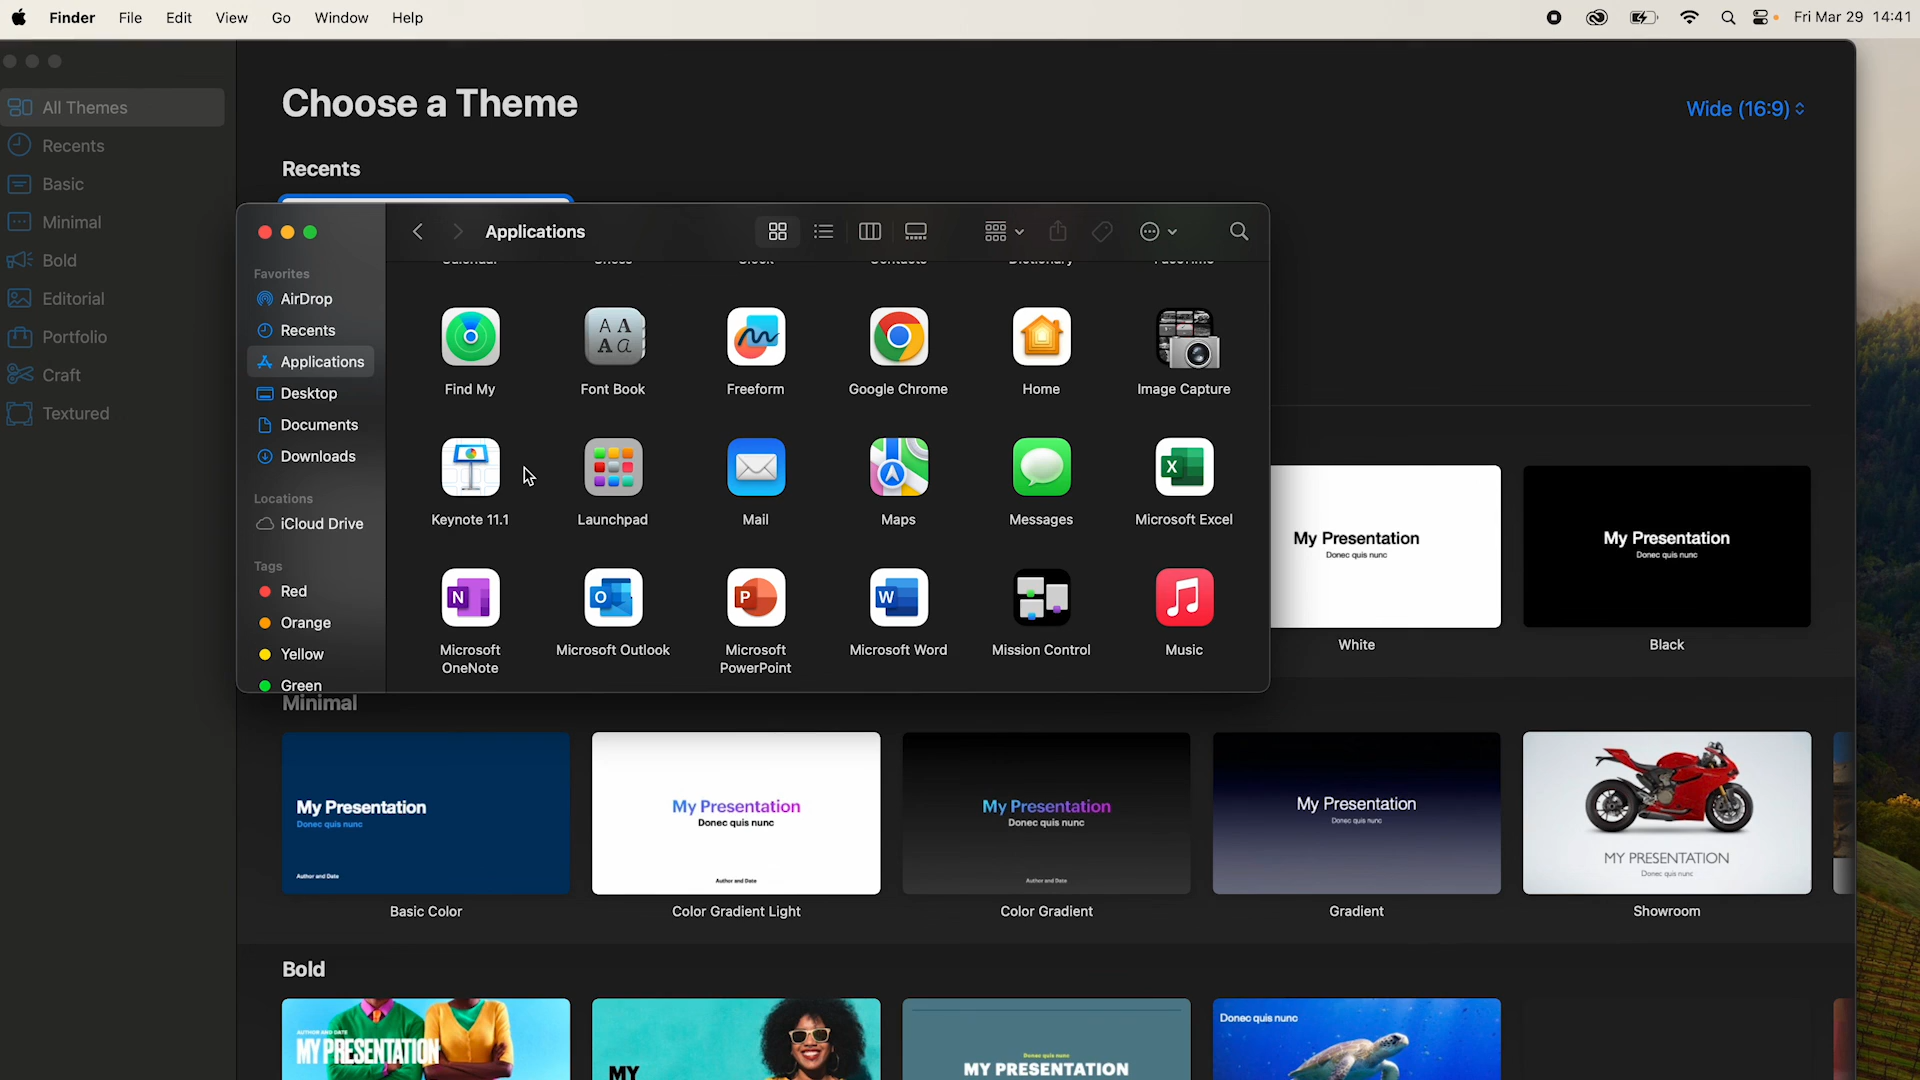 Finder File Edit View Go Window Help Fri Mar 29 14:41
Choose a Theme
Wide (16:9)
All Themes
Recents
Basic
Minimal
Bold
Editorial
Portfolio
Craft
Textured
Recents
Applications
Favorites
AirDrop
Recents
Applications
Desktop
Documents
Downloads
Locations
iCloud Drive
Tags
Red
Orange
Yellow
Green
Find My
Font Book
Freeform
Google Chrome
Home
Image Capture
Keynote 11.1
Launchpad
Mail
Maps
Messages
Microsoft Excel
Microsoft
OneNote
Microsoft Outlook
Microsoft
PowerPoint
Microsoft Word
Mission Control
Music
My Presentation
Donec quis nunc
White
My Presentation
Donec quis nunc
Black
Minimal
My Presentation
Donec quis nunc
Author and Date
Basic Color
My Presentation
Donec quis nunc
Author and Date
Color Gradient Light
My Presentation
Donec quis nunc
Author and Date
Color Gradient
My Presentation
Donec quis nunc
Gradient
MY PRESENTATION
Donec quis nunc
Showroom
Bold
AUTHOR AND DATE
MY PRESENTATION
MY
Donec quis nunc
MY PRESENTATION
Donec quis nunc